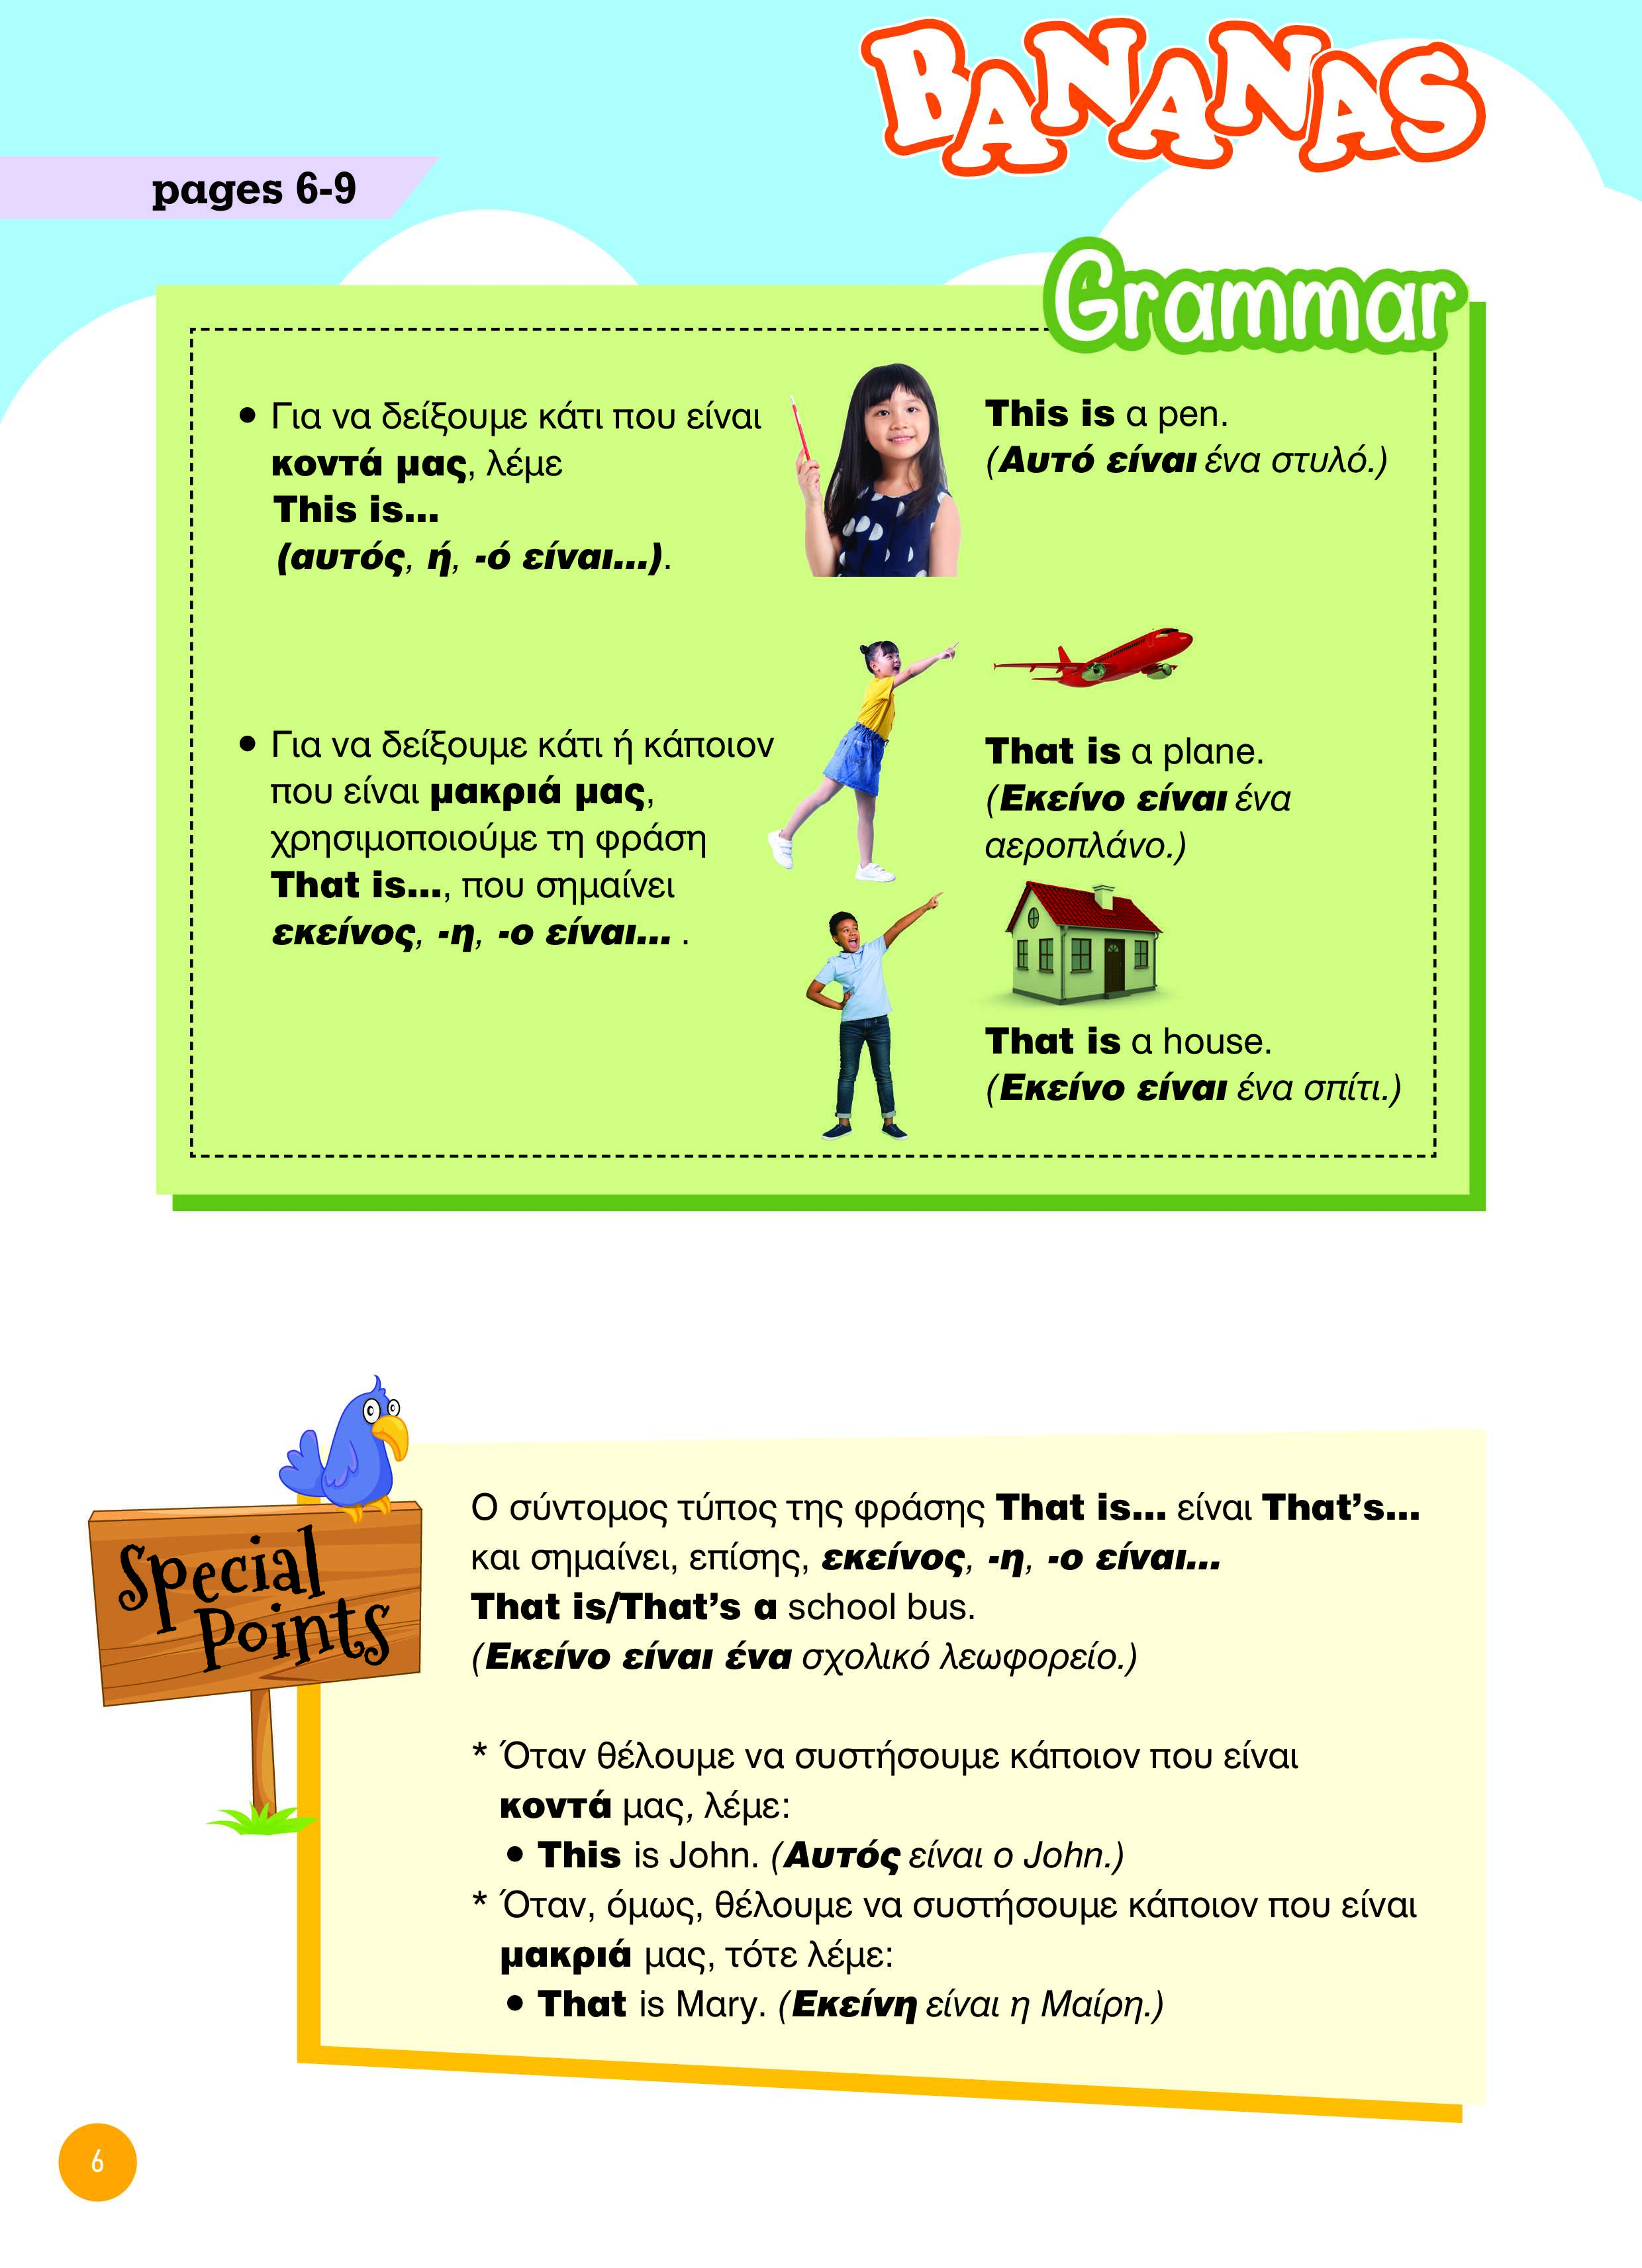 BANANAS
pages 6-9
Grammar
• Για να δείξουμε κάτι που είναι
κοντά μας, λέμε
This is...
(αυτός, ή, -ό είναι...).
This is a pen.
(Αυτό είναι ένα στυλό.)
• Για να δείξουμε κάτι ή κάποιον
που είναι μακριά μας,
χρησιμοποιούμε τη φράση
That is..., που σημαίνει
εκείνος, -η, -ο είναι... .
That is a plane.
(Εκείνο είναι ένα
αεροπλάνο.)
That is a house.
(Εκείνο είναι ένα σπίτι.)
Special
Points
Ο σύντομος τύπος της φράσης That is... είναι That’s...
και σημαίνει, επίσης, εκείνος, -η, -ο είναι...
That is/That’s a school bus.
(Εκείνο είναι ένα σχολικό λεωφορείο.)
* Όταν θέλουμε να συστήσουμε κάποιον που είναι
κοντά μας, λέμε:
• This is John. (Αυτός είναι ο John.)
* Όταν, όμως, θέλουμε να συστήσουμε κάποιον που είναι
μακριά μας, τότε λέμε:
• That is Mary. (Εκείνη είναι η Μαίρη.)
6